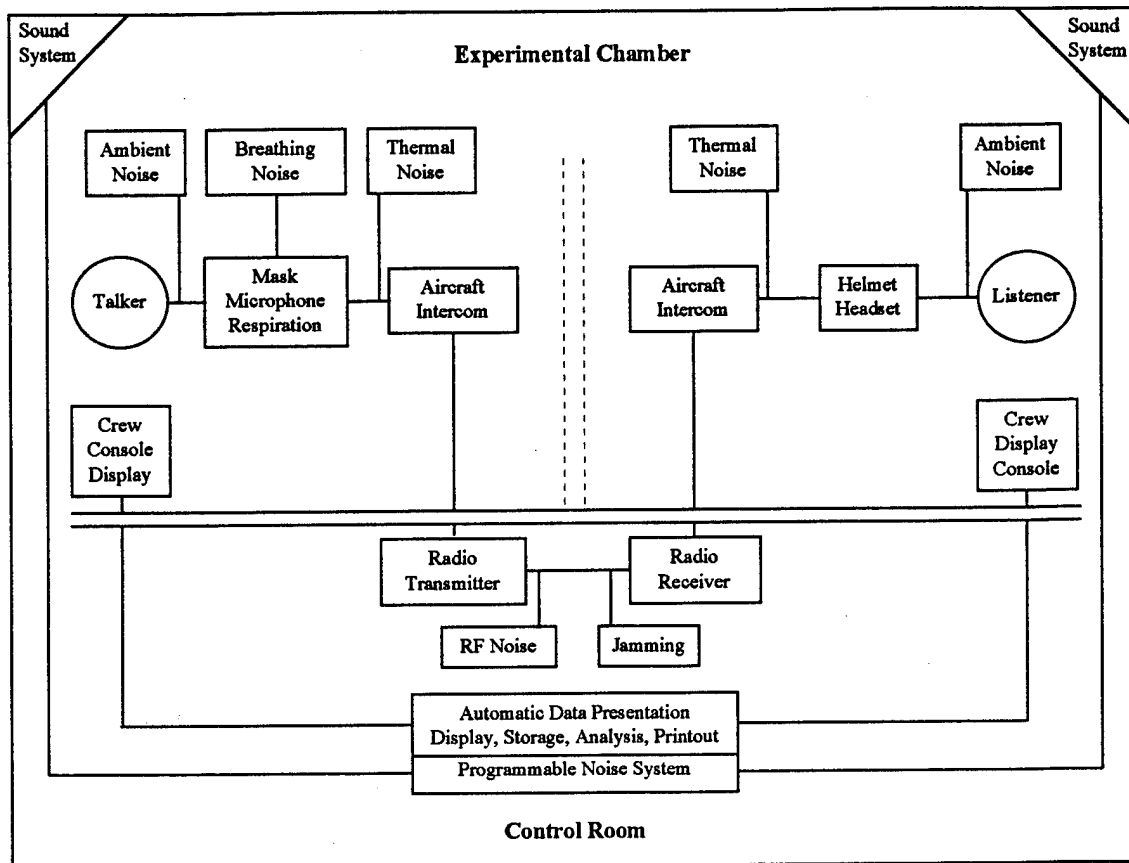 Sound
System
Sound
System
Experimental Chamber
Ambient
Noise
Breathing
Noise
Thermal
Noise
Thermal
Noise
Ambient
Noise
Talker
Mask
Microphone
Respiration
Aircraft
Intercom
Aircraft
Intercom
Helmet
Headset
Listener
Crew
Console
Display
Crew
Display
Console
Radio
Transmitter
Radio
Receiver
RF Noise
Jamming
Automatic Data Presentation
Display, Storage, Analysis, Printout
Programmable Noise System
Control Room